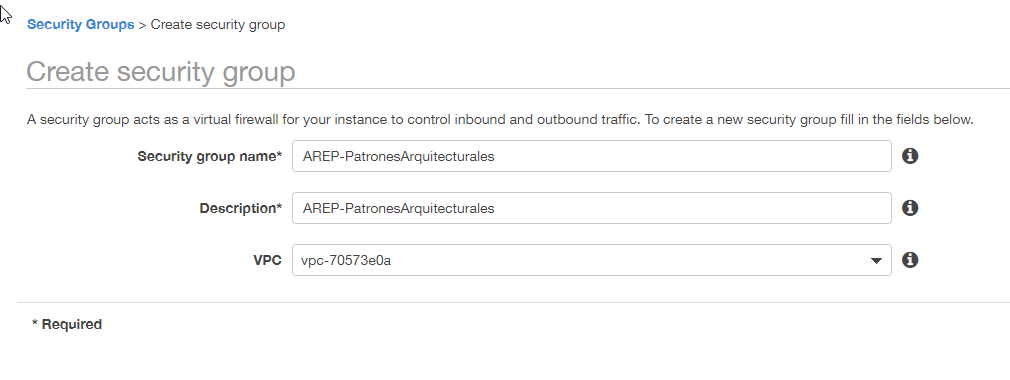 Security Groups > Create security group
Create security group
A security group acts as a virtual firewall for your instance to control inbound and outbound traffic. To create a new security group fill in the fields below.
Security group name* AREP-PatronesArquitecturales
Description* AREP-PatronesArquitecturales
VPC vpc-70573e0a
* Required